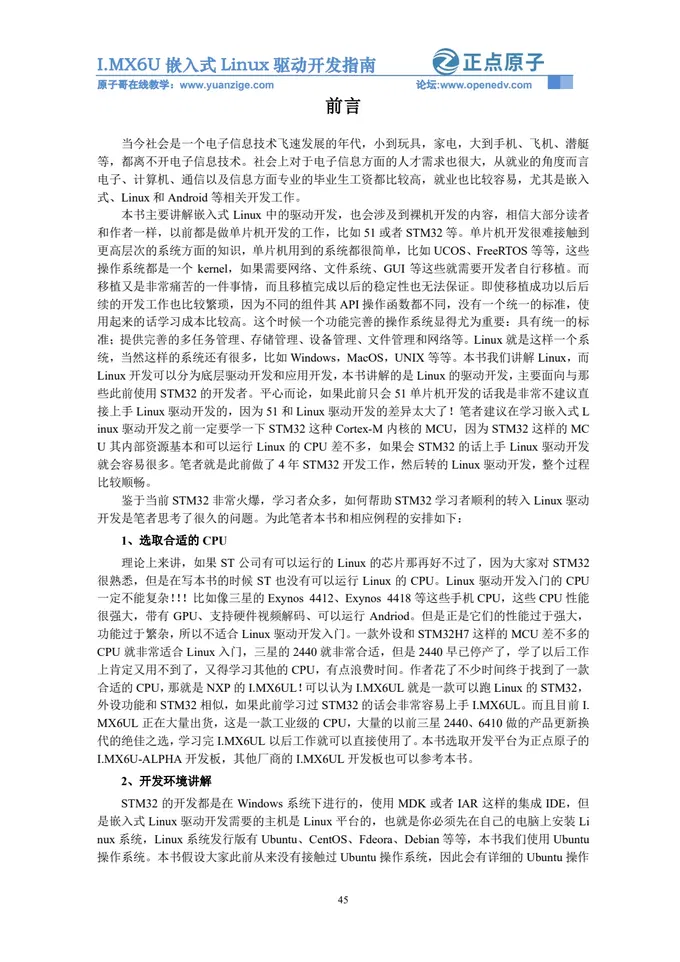 I.MX6U 嵌入式 Linux 驱动开发指南
正点原子
原子哥在线教学：www.yuanzige.com
论坛:www.openedv.com
前言
当今社会是一个电子信息技术飞速发展的年代，小到玩具，家电，大到手机、飞机、潜艇
等，都离不开电子信息技术。社会上对于电子信息方面的人才需求也很大，从就业的角度而言
电子、计算机、通信以及信息方面专业的毕业生工资都比较高，就业也比较容易，尤其是嵌入
式、Linux 和 Android 等相关开发工作。
本书主要讲解嵌入式 Linux 中的驱动开发，也会涉及到裸机开发的内容，相信大部分读者
和作者一样，以前都是做单片机开发的工作，比如 51 或者 STM32 等。单片机开发很难接触到
更高层次的系统方面的知识，单片机用到的系统都很简单，比如 UCOS、FreeRTOS 等等，这些
操作系统都是一个 kernel，如果需要网络、文件系统、GUI 等这些就需要开发者自行移植。而
移植又是非常痛苦的一件事情，而且移植完成以后的稳定性也无法保证。即使移植成功以后后
续的开发工作也比较繁琐，因为不同的组件其 API 操作函数都不同，没有一个统一的标准，使
用起来的话学习成本比较高。这个时候一个功能完善的操作系统显得尤为重要：具有统一的标
准；提供完善的多任务管理、存储管理、设备管理、文件管理和网络等。Linux 就是这样一个系
统，当然这样的系统还有很多，比如 Windows，MacOS，UNIX 等等。本书我们讲解 Linux，而
Linux 开发可以分为底层驱动开发和应用开发，本书讲解的是 Linux 的驱动开发，主要面向与那
些此前使用 STM32 的开发者。平心而论，如果此前只会 51 单片机开发的话我是非常不建议直
接上手 Linux 驱动开发的，因为 51 和 Linux 驱动开发的差异太大了！笔者建议在学习嵌入式 L
inux 驱动开发之前一定要学一下 STM32 这种 Cortex-M 内核的 MCU，因为 STM32 这样的 MC
U 其内部资源基本和可以运行 Linux 的 CPU 差不多，如果会 STM32 的话上手 Linux 驱动开发
就会容易很多。笔者就是此前做了 4 年 STM32 开发工作，然后转的 Linux 驱动开发，整个过程
比较顺畅。
鉴于当前 STM32 非常火爆，学习者众多，如何帮助 STM32 学习者顺利的转入 Linux 驱动
开发是笔者思考了很久的问题。为此笔者本书和相应例程的安排如下：
1、选取合适的 CPU
理论上来讲，如果 ST 公司有可以运行的 Linux 的芯片那再好不过了，因为大家对 STM32
很熟悉，但是在写本书的时候 ST 也没有可以运行 Linux 的 CPU。Linux 驱动开发入门的 CPU
一定不能复杂!!！比如像三星的 Exynos 4412、Exynos 4418 等这些手机 CPU，这些 CPU 性能
很强大，带有 GPU、支持硬件视频解码、可以运行 Andriod。但是正是它们的性能过于强大，
功能过于繁杂，所以不适合 Linux 驱动开发入门。一款外设和 STM32H7 这样的 MCU 差不多的
CPU 就非常适合 Linux 入门，三星的 2440 就非常合适，但是 2440 早已停产了，学了以后工作
上肯定又用不到了，又得学习其他的 CPU，有点浪费时间。作者花了不少时间终于找到了一款
合适的 CPU，那就是 NXP 的 I.MX6UL！可以认为 I.MX6UL 就是一款可以跑 Linux 的 STM32，
外设功能和 STM32 相似，如果此前学习过 STM32 的话会非常容易上手 I.MX6UL。而且目前 I.
MX6UL 正在大量出货，这是一款工业级的 CPU，大量的以前三星 2440、6410 做的产品更新换
代的绝佳之选，学习完 I.MX6UL 以后工作就可以直接使用了。本书选取开发平台为正点原子的
I.MX6U-ALPHA 开发板，其他厂商的 I.MX6UL 开发板也可以参考本书。
2、开发环境讲解
STM32 的开发都是在 Windows 系统下进行的，使用 MDK 或者 IAR 这样的集成 IDE，但
是嵌入式 Linux 驱动开发需要的主机是 Linux 平台的，也就是你必须先在自己的电脑上安装 Li
nux 系统，Linux 系统发行版有 Ubuntu、CentOS、Fdeora、Debian 等等，本书我们使用 Ubuntu
操作系统。本书假设大家此前从来没有接触过 Ubuntu 操作系统，因此会有详细的 Ubuntu 操作
45